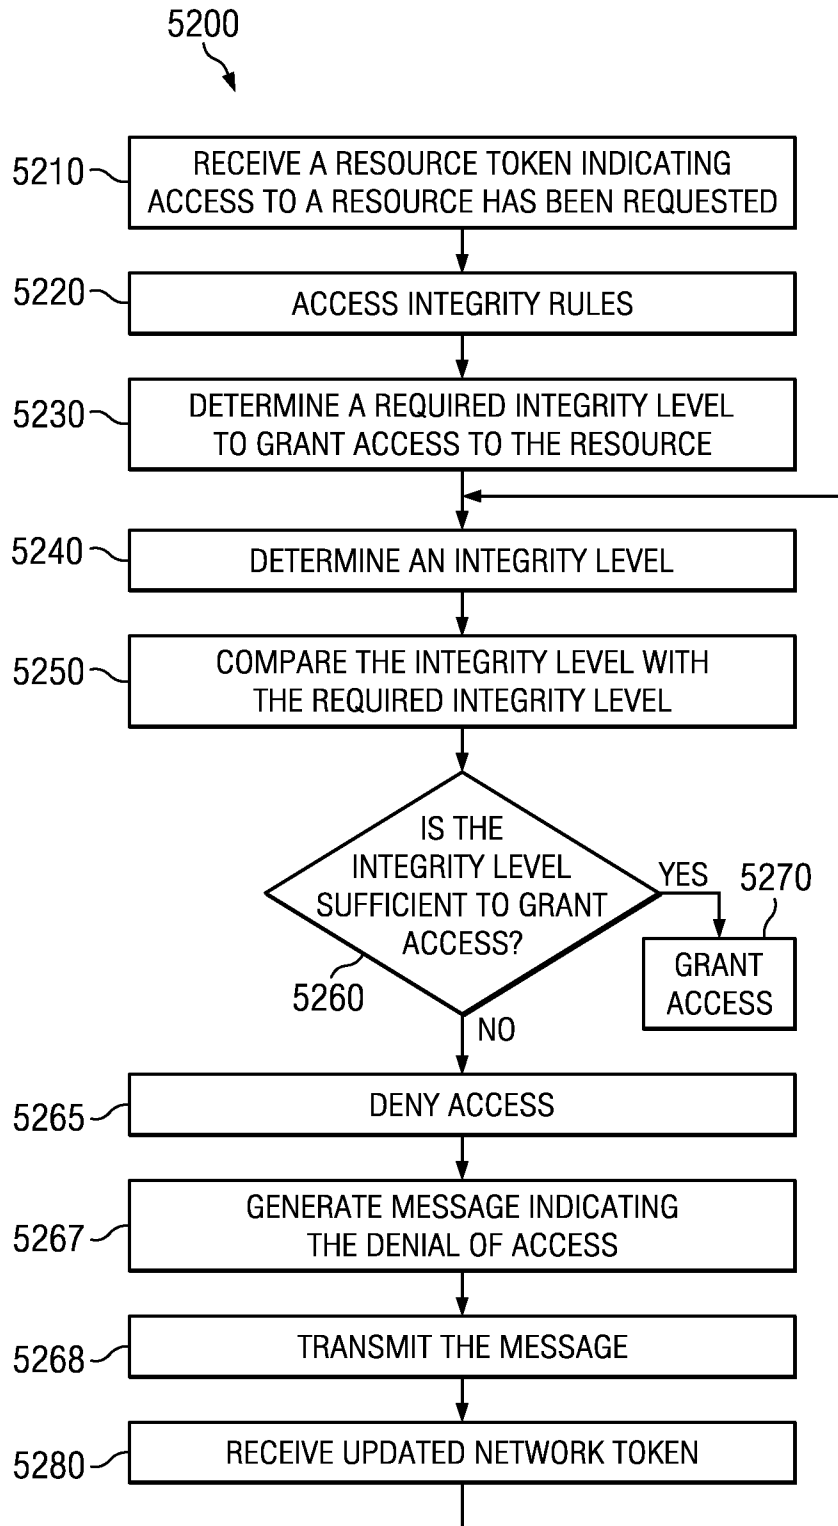 5200
5210
RECEIVE A RESOURCE TOKEN INDICATING
ACCESS TO A RESOURCE HAS BEEN REQUESTED
5220
ACCESS INTEGRITY RULES
5230
DETERMINE A REQUIRED INTEGRITY LEVEL
TO GRANT ACCESS TO THE RESOURCE
5240
DETERMINE AN INTEGRITY LEVEL
5250
COMPARE THE INTEGRITY LEVEL WITH
THE REQUIRED INTEGRITY LEVEL
IS THE
INTEGRITY LEVEL
SUFFICIENT TO GRANT
ACCESS?
5260
YES
5270
GRANT
ACCESS
NO
5265
DENY ACCESS
5267
GENERATE MESSAGE INDICATING
THE DENIAL OF ACCESS
5268
TRANSMIT THE MESSAGE
5280
RECEIVE UPDATED NETWORK TOKEN